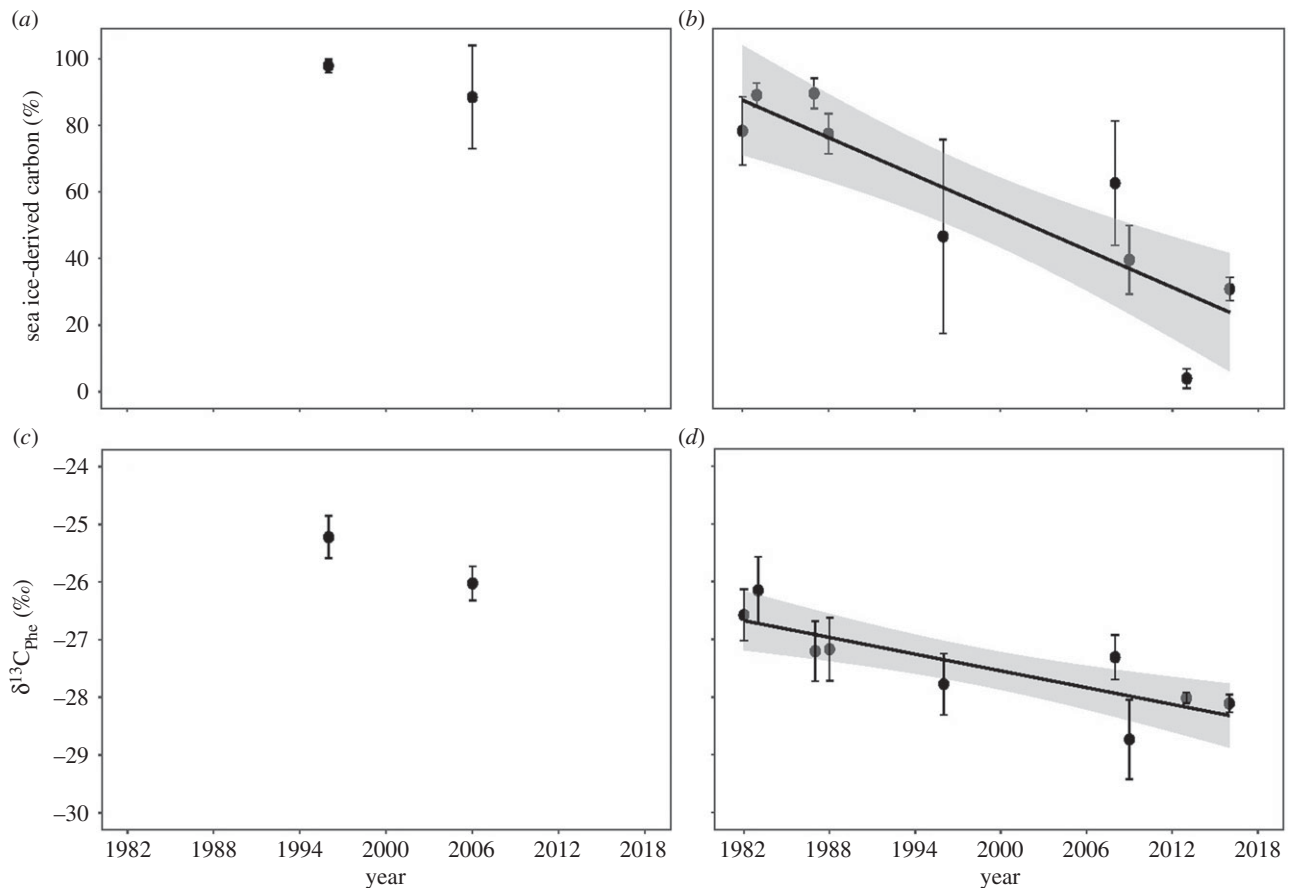 (a)
(b)
sea ice-derived carbon (%)
100
80
60
40
20
0
(c)
(d)
δ¹³C_Phe (‰)
–24
–25
–26
–27
–28
–29
–30
1982 1988 1994 2000 2006 2012 2018
year
1982 1988 1994 2000 2006 2012 2018
year